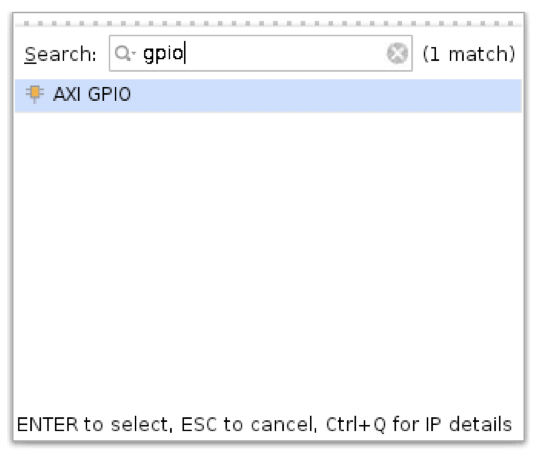 Search: gpio (1 match)
AXI GPIO
ENTER to select, ESC to cancel, Ctrl+Q for IP details